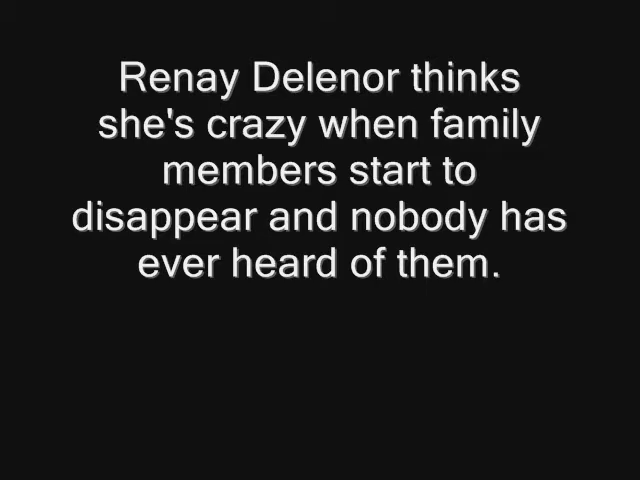 Renay Delenor thinks
she's crazy when family
members start to
disappear and nobody has
ever heard of them.